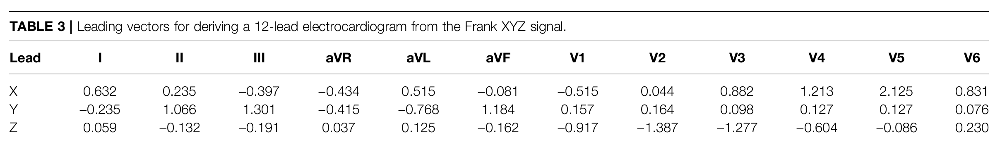 TABLE 3 | Leading vectors for deriving a 12-lead electrocardiogram from the Frank XYZ signal.
Lead I II III aVR aVL aVF V1 V2 V3 V4 V5 V6
X 0.632 0.235 −0.397 −0.434 0.515 −0.081 −0.515 0.044 0.882 1.213 2.125 0.831
Y −0.235 1.066 1.301 −0.415 −0.768 1.184 0.157 0.164 0.098 0.127 0.127 0.076
Z 0.059 −0.132 −0.191 0.037 0.125 −0.162 −0.917 −1.387 −1.277 −0.604 −0.086 0.230